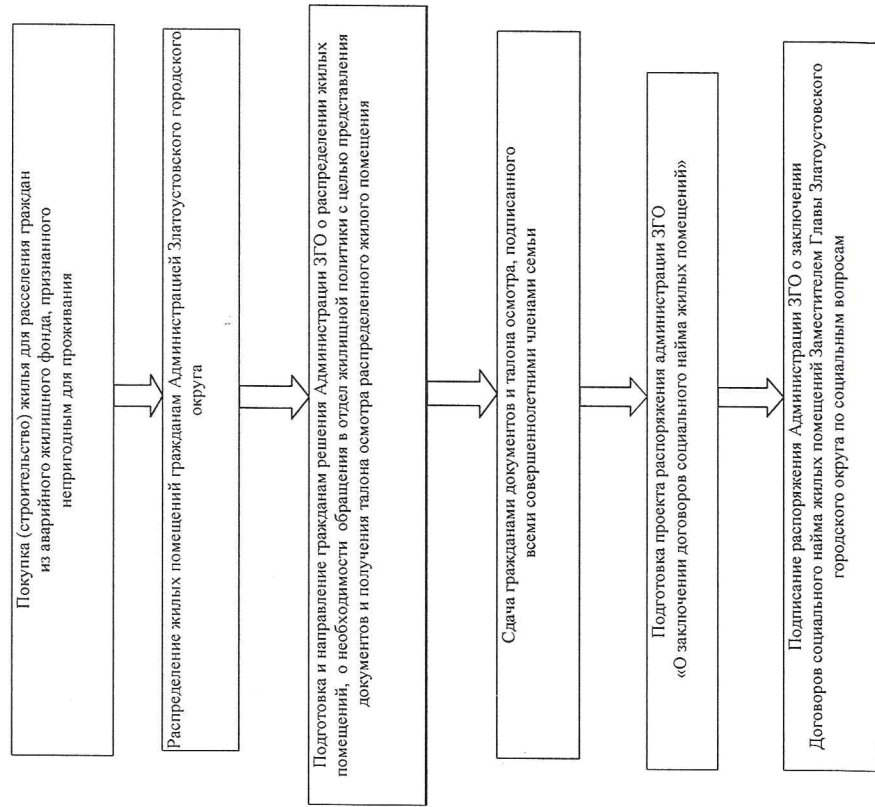 Покупка (строительство) жилья для расселения граждан
из аварийного жилищного фонда, признанного
непригодным для проживания
Распределение жилых помещений гражданам Администрацией Златоустовского городского
округа
Подготовка и направление гражданам решения Администрации ЗГО о распределении жилых
помещений, о необходимости обращения в отдел жилищной политики с целью представления
документов и получения талона осмотра распределенного жилого помещения
Сдача гражданами документов и талона осмотра, подписанного
всеми совершеннолетними членами семьи
Подготовка проекта распоряжения администрации ЗГО
«О заключении договоров социального найма жилых помещений»
Подписание распоряжения Администрации ЗГО о заключении
Договоров социального найма жилых помещений Заместителем Главы Златоустовского
городского округа по социальным вопросам